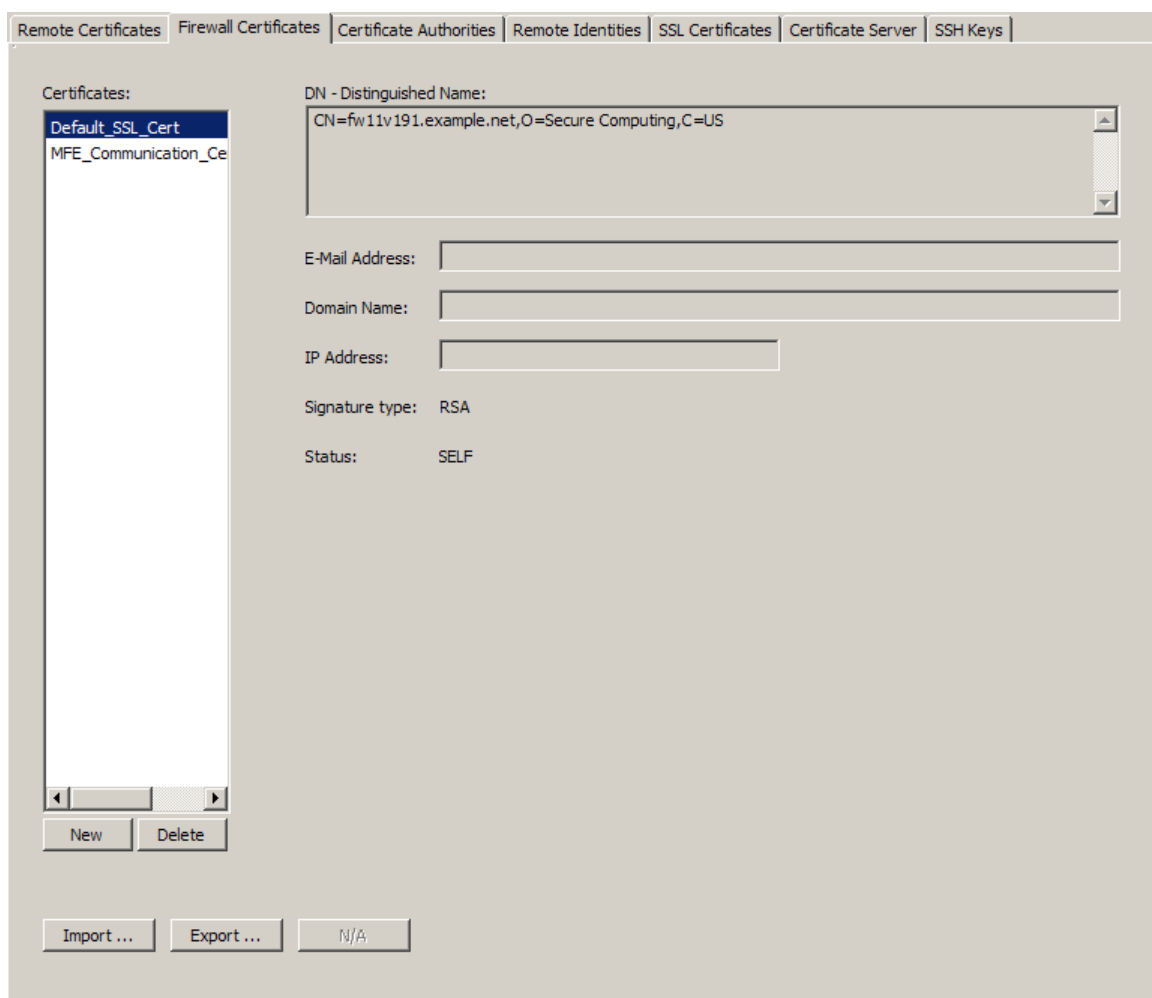 Remote Certificates Firewall Certificates Certificate Authorities Remote Identities SSL Certificates Certificate Server SSH Keys
Certificates:
Default_SSL_Cert
MFE_Communication_Ce
DN - Distinguished Name:
CN=fw11v191.example.net,O=Secure Computing,C=US
E-Mail Address:
Domain Name:
IP Address:
Signature type: RSA
Status: SELF
New Delete
Import ... Export ... N/A